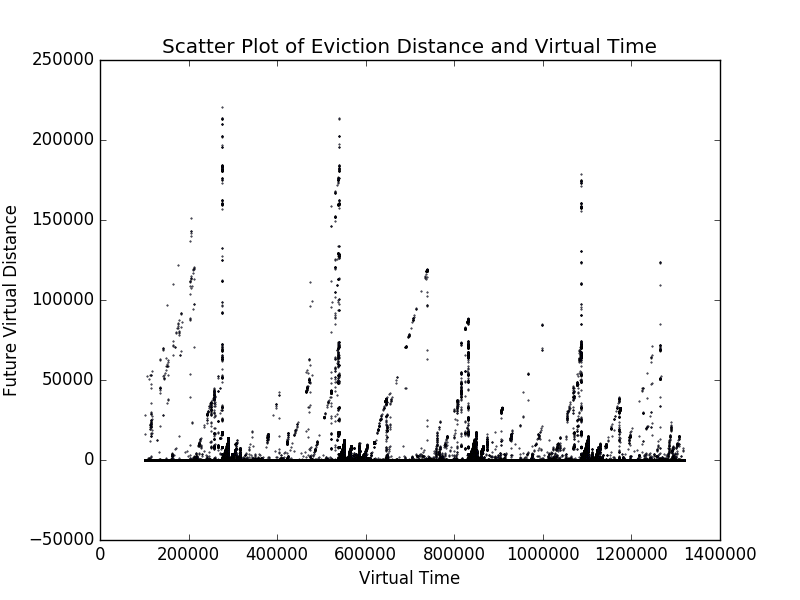 Scatter Plot of Eviction Distance and Virtual Time
250000
200000
150000
100000
50000
0
−50000
Future Virtual Distance
0 200000 400000 600000 800000 1000000 1200000 1400000
Virtual Time